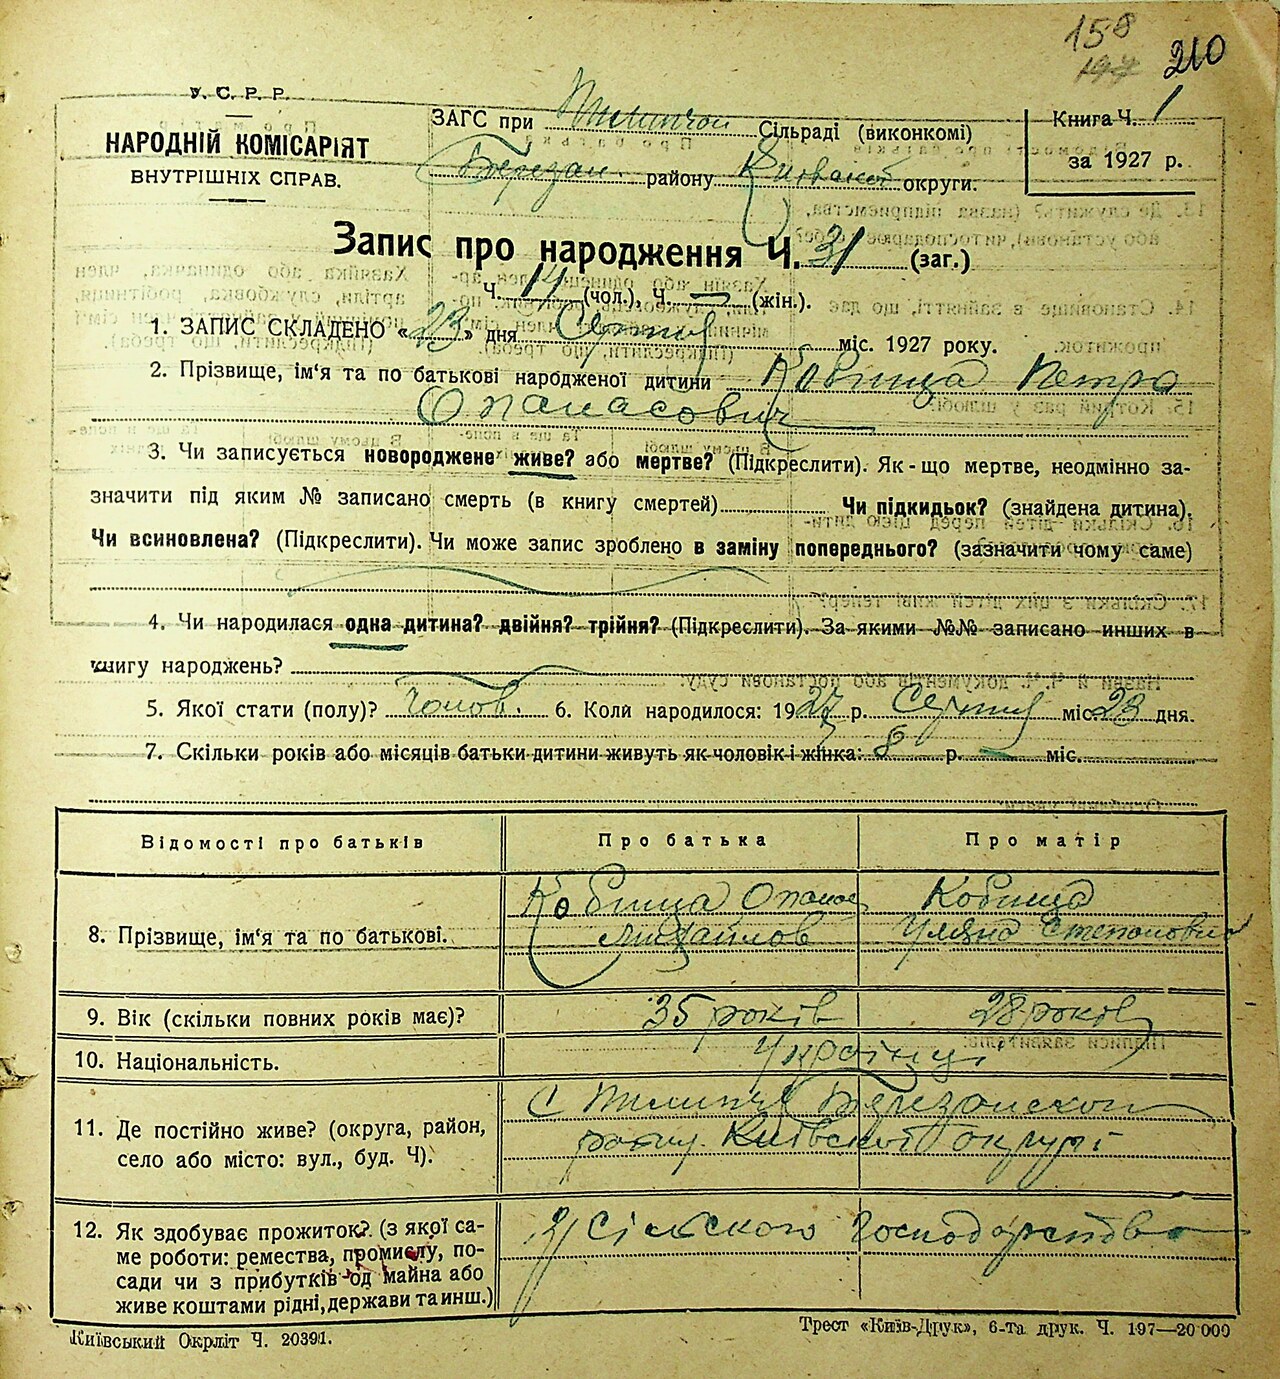 158
197 210
У. С. Р. Р.
НАРОДНІЙ КОМІСАРІЯТ
ВНУТРІШНІХ СПРАВ.
ЗАГС при Сільраді (виконкомі)
Березан. району Київської округи.
Книга Ч. 1
за 1927 р.
Запис про народження Ч. 31 (заг.)
Ч. 14 (чол.), Ч. — (жін.).
1. ЗАПИС СКЛАДЕНО «23» дня Серпня міс. 1927 року.
2. Прізвище, ім'я та по батькові народженої дитини Кобища Петро
Опанасович
3. Чи записується новороджене живе? або мертве? (Підкреслити). Як-що мертве, неодмінно за-
значити під яким № записано смерть (в книгу смертей) Чи підкидьок? (знайдена дитина).
Чи всиновлена? (Підкреслити). Чи може запис зроблено в заміну попереднього? (зазначити чому саме)
4. Чи народилася одна дитина? двійня? трійня? (Підкреслити). За якими №№ записано инших в
книгу народжень?
5. Якої стати (полу)? Чолов. 6. Коли народилося: 1927 р. Серпня міс. 23 дня.
7. Скільки років або місяців батьки дитини живуть як чоловік і жінка: 8 р. — міс.
Відомості про батьків Про батька Про матір
8. Прізвище, ім'я та по батькові. Кобища Опанас Кобища
Михайлов Уляна Степановна
9. Вік (скільки повних років має)? 35 років 28 років
10. Національність. Українці
11. Де постійно живе? (округа, район, село або місто: вул., буд. Ч). С Березанського
району Київської округи
12. Як здобуває прожиток? (з якої са- Зі Сільського Господарства
ме роботи: ремества, промислу, по-
сади чи з прибутків од майна або
живе коштами рідні, держави та инш.)
Київський Окрліт Ч. 20391.
Трест «Київ-Друк», 6-та друк. Ч. 197—20 000